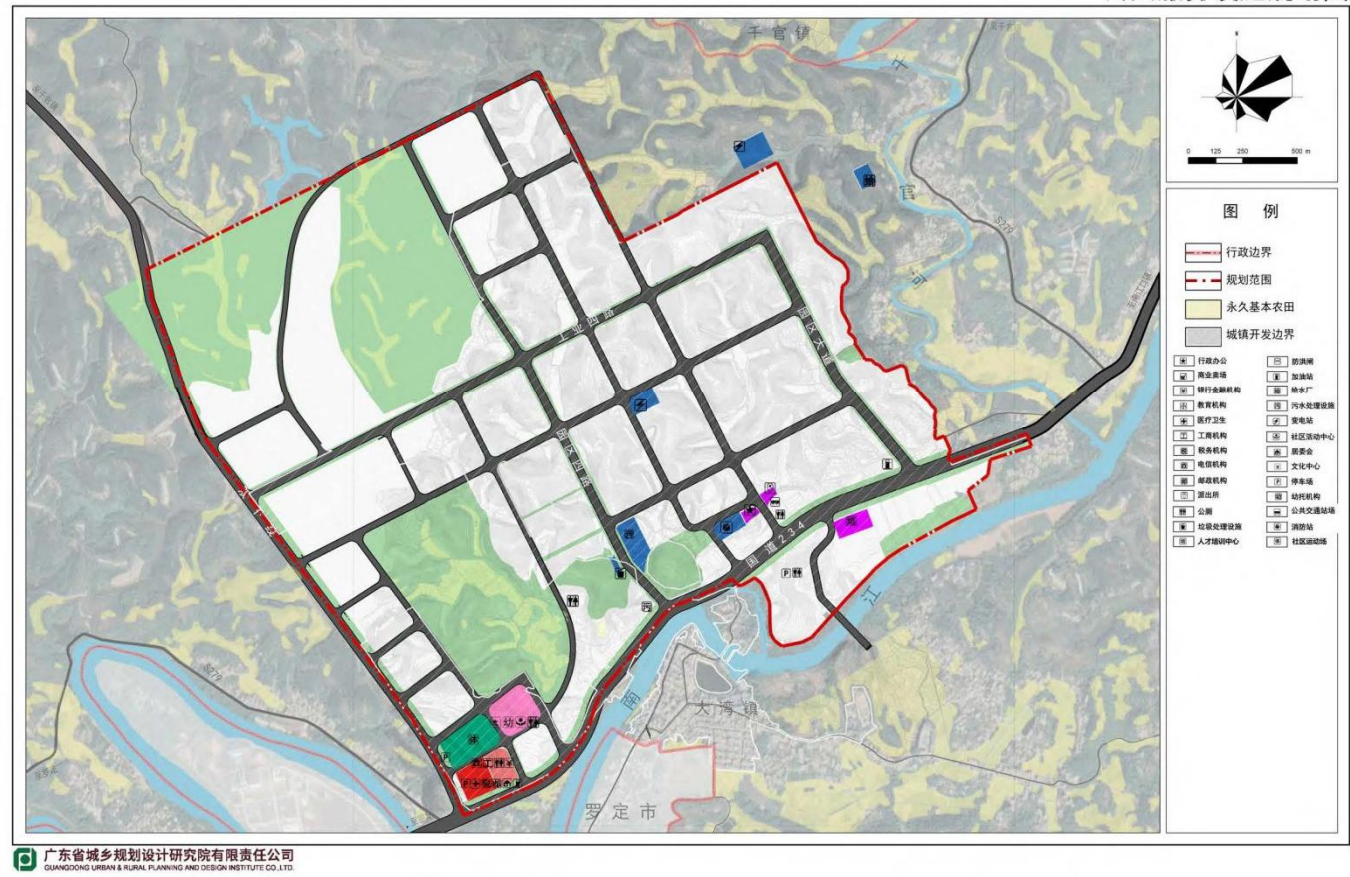 千官镇
千
官
河
S279
工业四路
园区大道
园区四路
国道234
江
南
大湾镇
罗定市
S279
幼
P
N
0 125 250 500 m
图 例
行政边界
规划范围
永久基本农田
城镇开发边界
行政办公
防洪闸
商业卖场
加油站
银行金融机构
给水厂
教育机构
污水处理设施
医疗卫生
变电站
工商机构
社区活动中心
税务机构
居委会
电信机构
文化中心
邮政机构
停车场
派出所
幼托机构
公厕
公共交通站场
垃圾处理设施
消防站
人才培训中心
社区运动场
广东省城乡规划设计研究院有限责任公司
GUANGDONG URBAN & RURAL PLANNING AND DESIGN INSTITUTE CO.,LTD.